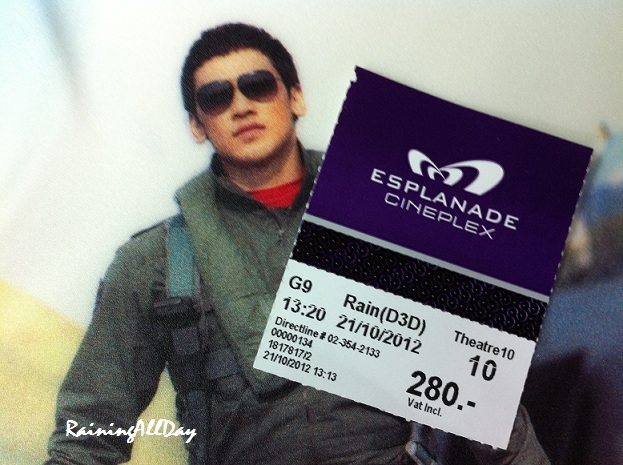 ESPLANADE
CINEPLEX
G9 Rain(D3D) Theatre10
13:20 21/10/2012 10
Directline # 02-354-2133
00000134
1817817/2
21/10/2012 13:13
280.-
Vat Incl.
RainingAllDay